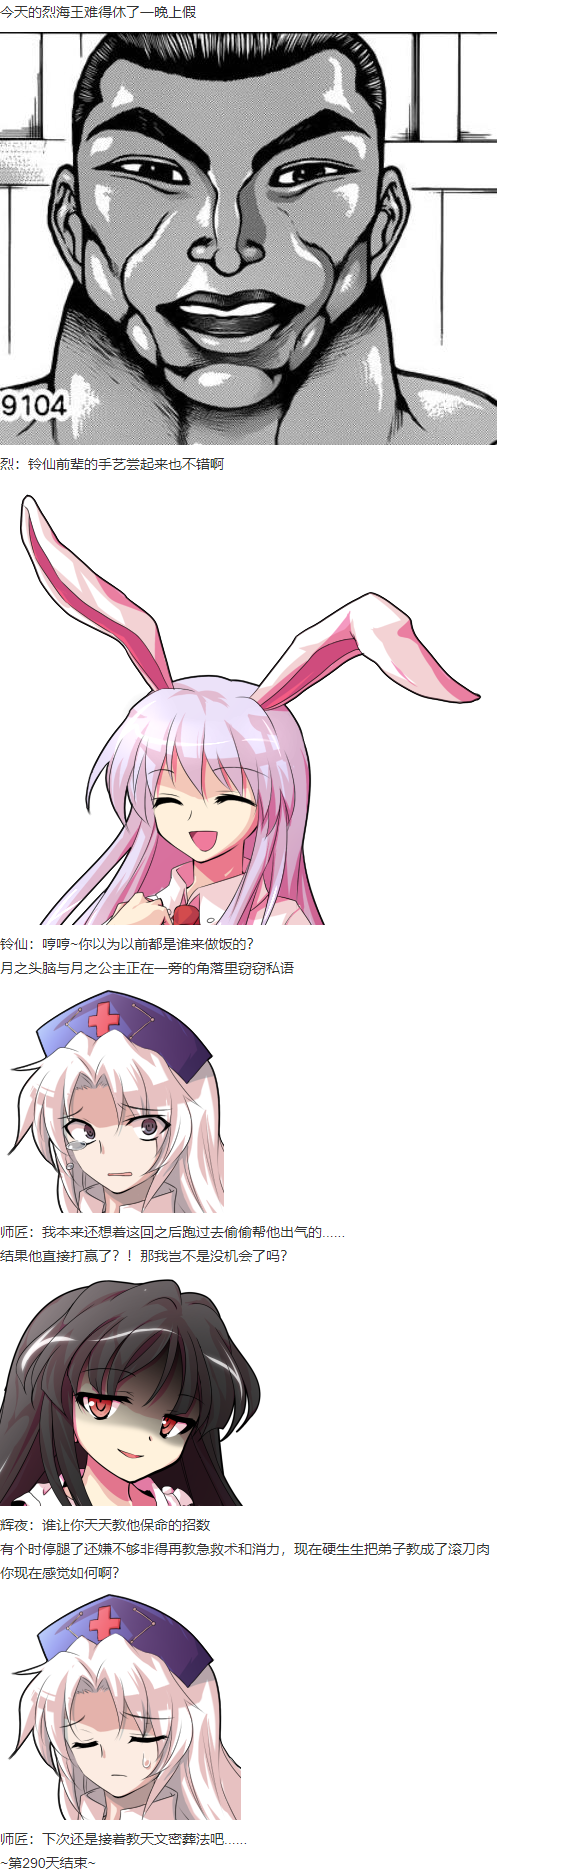 今天的烈海王难得休了一晚上假
9104
烈：铃仙前辈的手艺尝起来也不错啊
铃仙：哼哼~你以为以前都是谁来做饭的？
月之头脑与月之公主正在一旁的角落里窃窃私语
师匠：我本来还想着这回之后跑过去偷偷帮他出气的......
结果他直接打赢了？！那我岂不是没机会了吗？
辉夜：谁让你天天教他保命的招数
有个时停腿了还嫌不够非得再教急救术和消力，现在硬生生把弟子教成了滚刀肉
你现在感觉如何啊？
师匠：下次还是接着教天文密葬法吧......
~第290天结束~